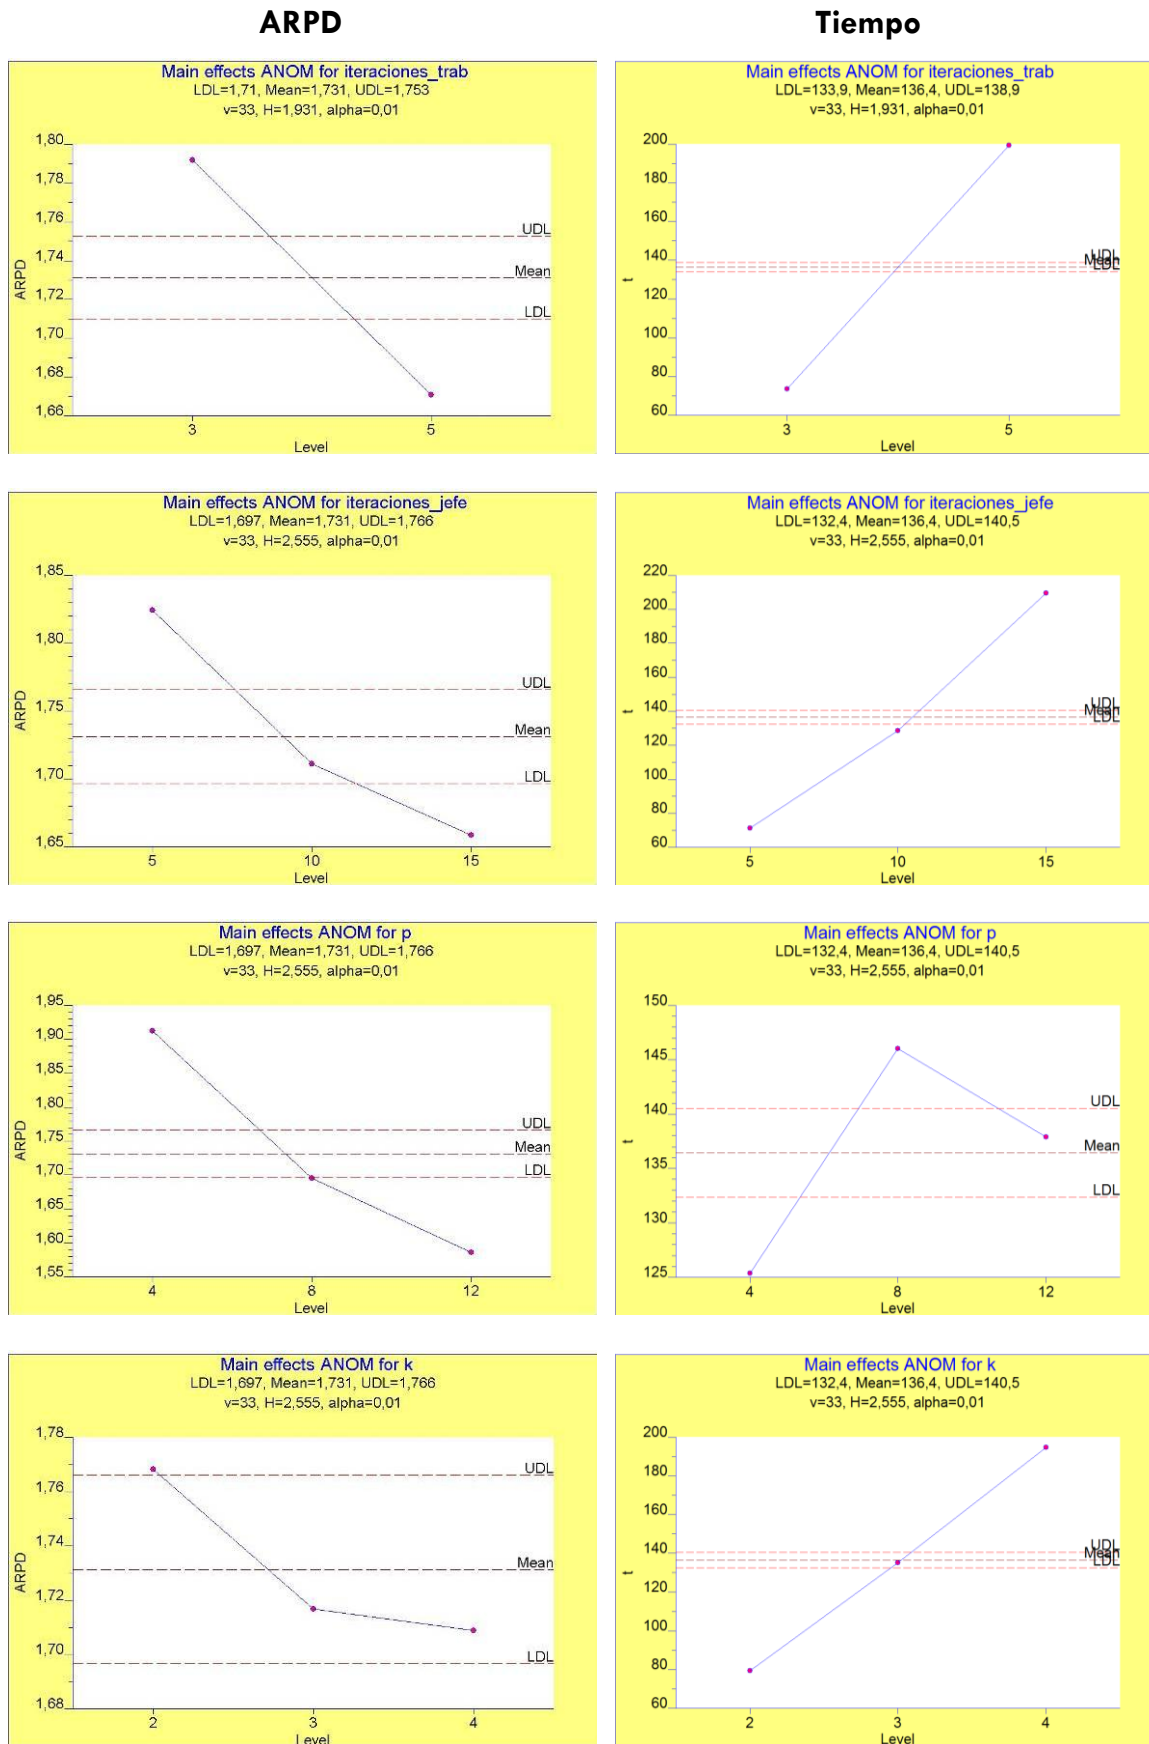 ARPD
Tiempo
Main effects ANOM for iteraciones_trab
LDL=1,71, Mean=1,731, UDL=1,753
v=33, H=1,931, alpha=0,01
1,80
1,78
1,76
1,74
1,72
1,70
1,68
1,66
ARPD
UDL
Mean
LDL
3
5
Level
Main effects ANOM for iteraciones_trab
LDL=133,9, Mean=136,4, UDL=138,9
v=33, H=1,931, alpha=0,01
200
180
160
140
120
100
80
60
t
UDL
Mean
LDL
3
5
Level
Main effects ANOM for iteraciones_jefe
LDL=1,697, Mean=1,731, UDL=1,766
v=33, H=2,555, alpha=0,01
1,85
1,80
1,75
1,70
1,65
ARPD
UDL
Mean
LDL
5
10
15
Level
Main effects ANOM for iteraciones_jefe
LDL=132,4, Mean=136,4, UDL=140,5
v=33, H=2,555, alpha=0,01
220
200
180
160
140
120
100
80
60
t
UDL
Mean
LDL
5
10
15
Level
Main effects ANOM for p
LDL=1,697, Mean=1,731, UDL=1,766
v=33, H=2,555, alpha=0,01
1,95
1,90
1,85
1,80
1,75
1,70
1,65
1,60
1,55
ARPD
UDL
Mean
LDL
4
8
12
Level
Main effects ANOM for p
LDL=132,4, Mean=136,4, UDL=140,5
v=33, H=2,555, alpha=0,01
150
145
140
135
130
125
t
UDL
Mean
LDL
4
8
12
Level
Main effects ANOM for k
LDL=1,697, Mean=1,731, UDL=1,766
v=33, H=2,555, alpha=0,01
1,78
1,76
1,74
1,72
1,70
1,68
ARPD
UDL
Mean
LDL
2
3
4
Level
Main effects ANOM for k
LDL=132,4, Mean=136,4, UDL=140,5
v=33, H=2,555, alpha=0,01
200
180
160
140
120
100
80
60
t
UDL
Mean
LDL
2
3
4
Level